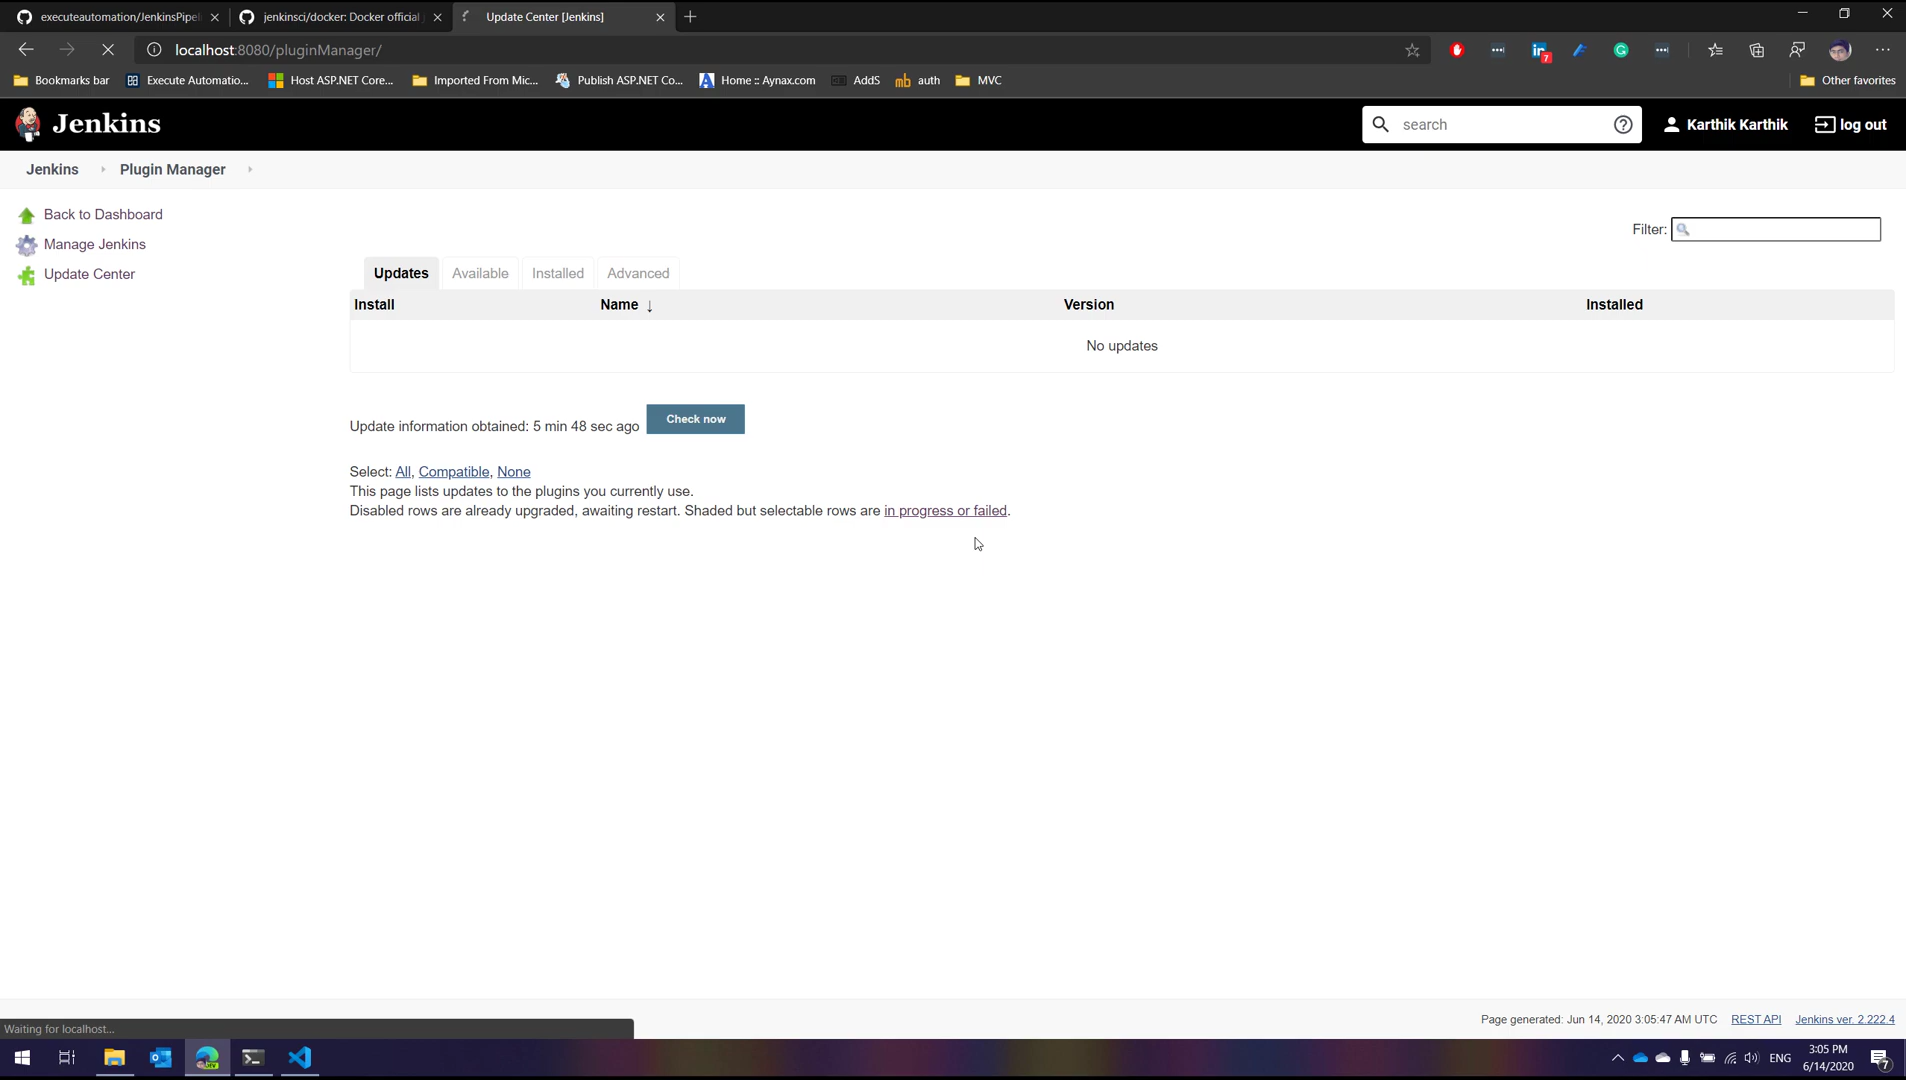 executeautomation/JenkinsPipeli
jenkinsci/docker: Docker official J
Update Center [Jenkins]
localhost:8080/pluginManager/
7
Bookmarks bar
Execute Automatio...
Host ASP.NET Core...
Imported From Mic...
Publish ASP.NET Co...
Home :: Aynax.com
AddS
auth
MVC
Other favorites
Jenkins
search
Karthik Karthik
log out
Jenkins
Plugin Manager
Back to Dashboard
Manage Jenkins
Update Center
Filter:
Updates
Available
Installed
Advanced
Install
Name ↓
Version
Installed
No updates
Update information obtained: 5 min 48 sec ago
Check now
Select: All, Compatible, None
This page lists updates to the plugins you currently use.
Disabled rows are already upgraded, awaiting restart. Shaded but selectable rows are in progress or failed.
Page generated: Jun 14, 2020 3:05:47 AM UTC
REST API
Jenkins ver. 2.222.4
Waiting for localhost...
ENG
3:05 PM
6/14/2020
7